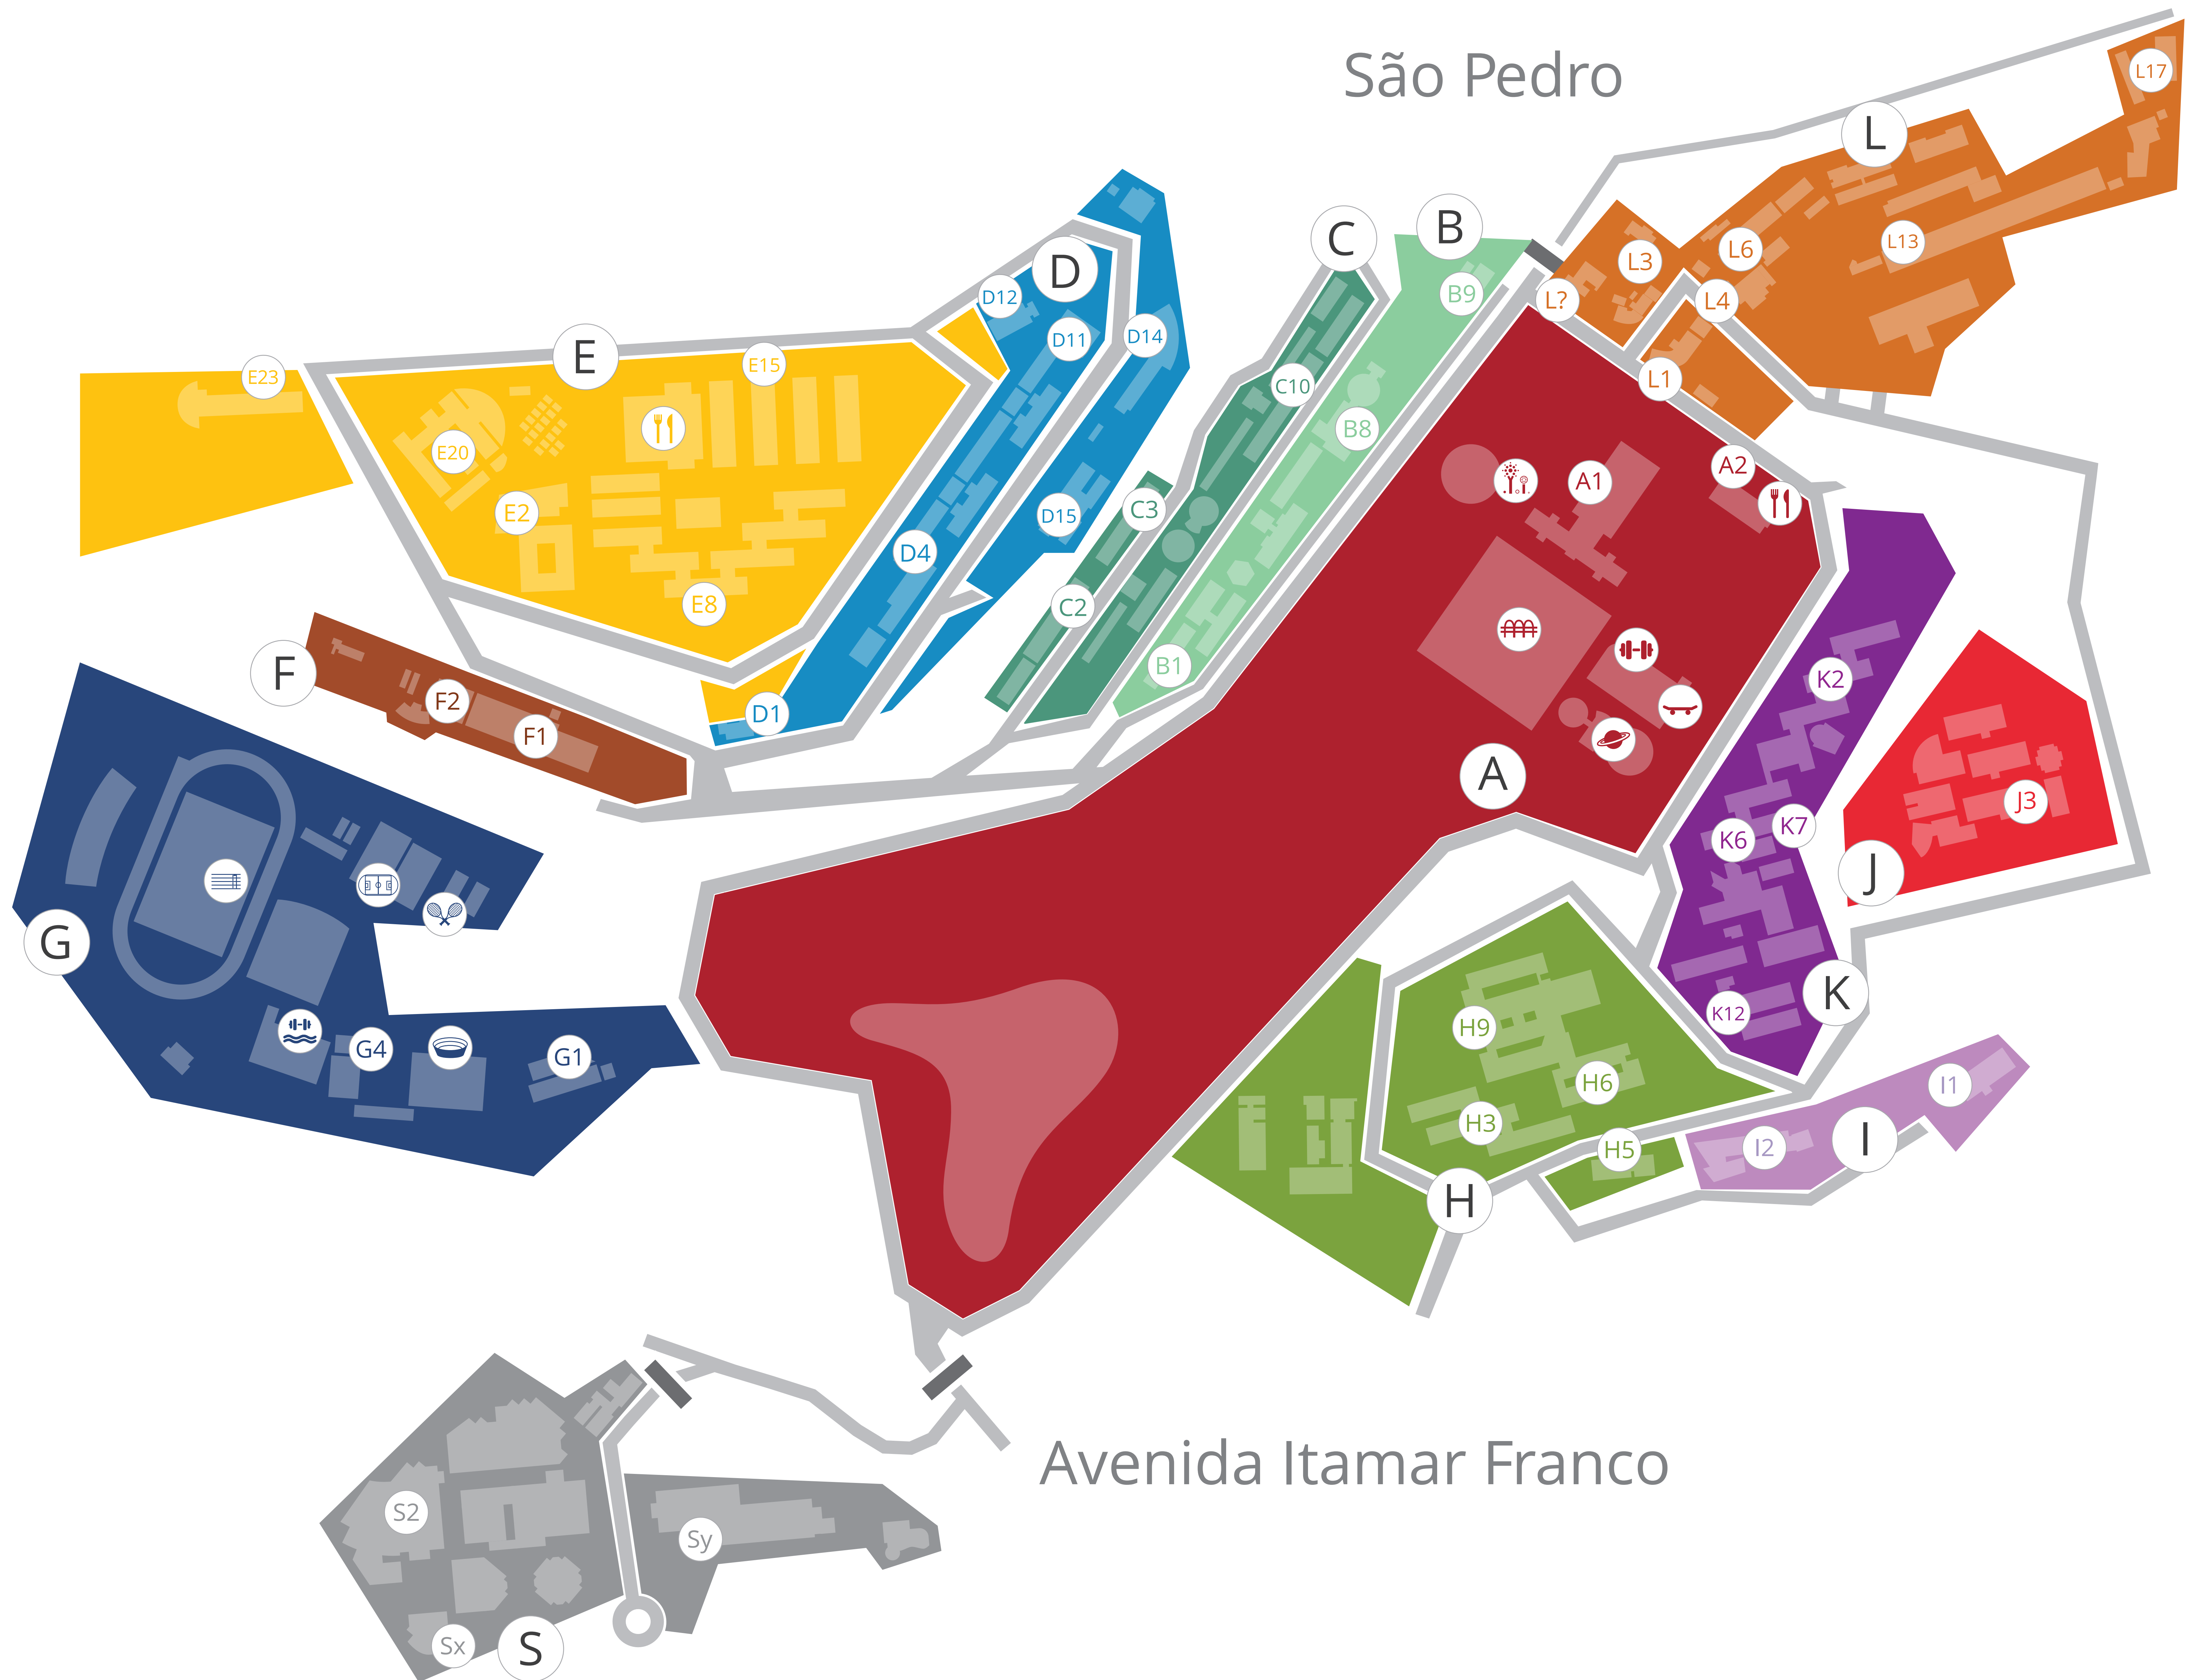 São Pedro
L17
L
C
B
L3
L6
L13
D
D12
B9
L?
L4
D11
D14
E
E15
E23
C10
L1
B8
E20
A1
A2
E2
C3
D15
D4
E8
C2
B1
F
K2
F2
D1
F1
A
J3
K6
K7
J
G
K
H9
K12
G4
G1
H6
I1
H3
H5
I2
I
H
Avenida Itamar Franco
S2
Sy
Sx
S